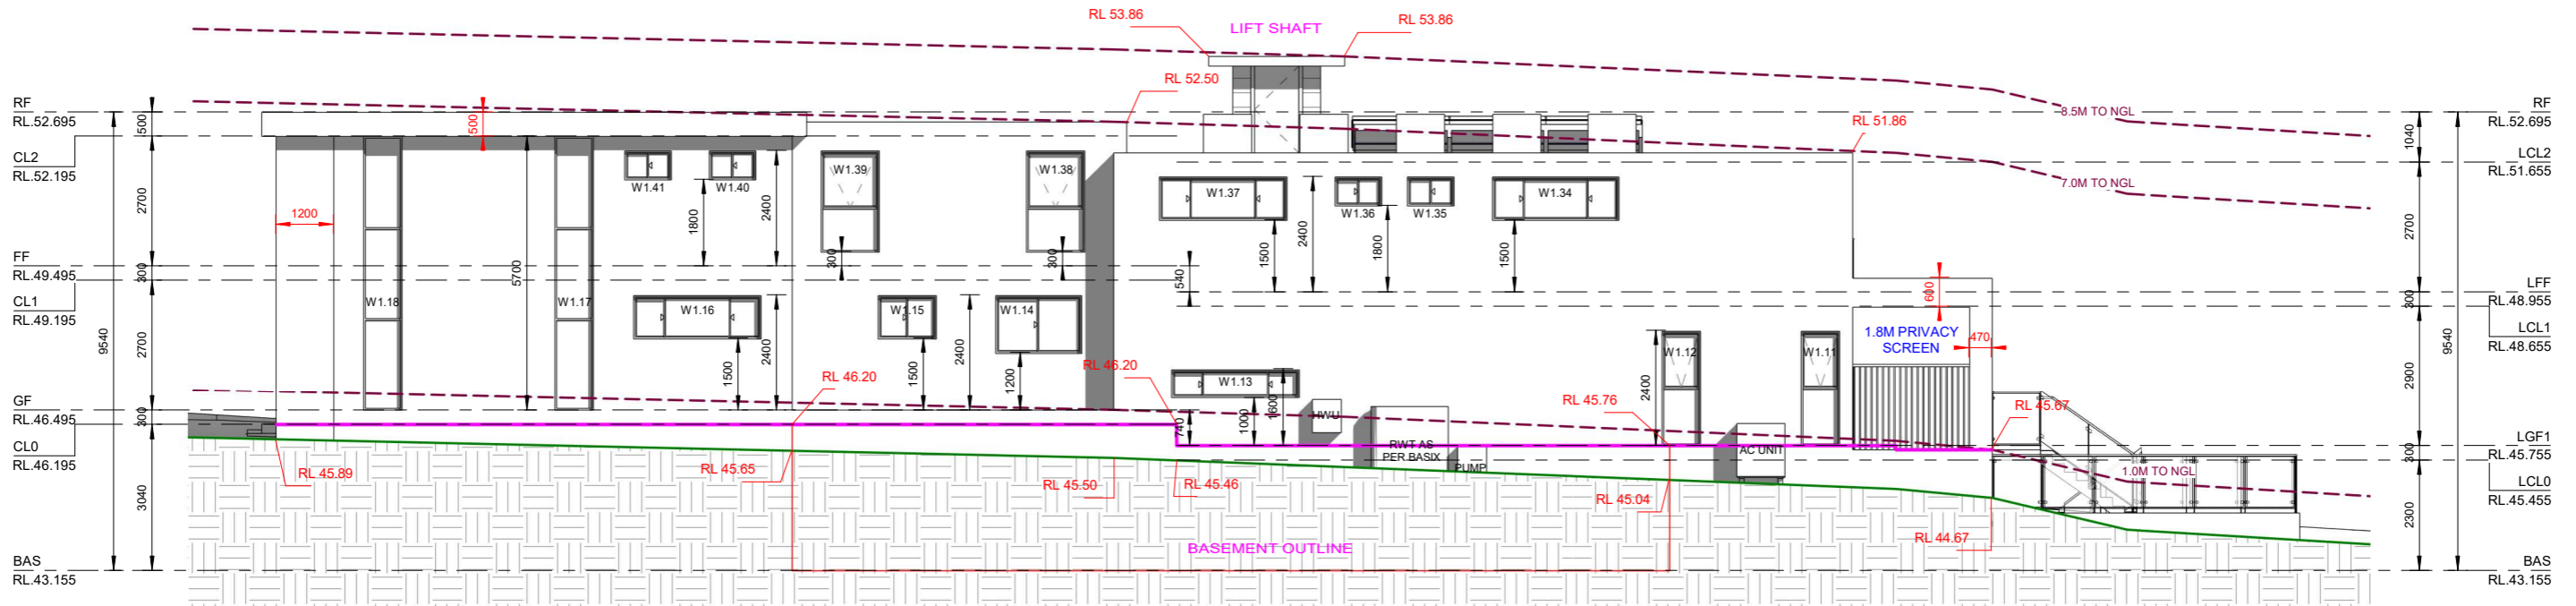 RL 53.86
LIFT SHAFT
RL 53.86
RL 52.50
RF
RL.52.695
500
500
8.5M TO NGL
1040
RF
RL.52.695
CL2
RL.52.195
W1.41
W1.40
W1.39
W1.38
RL 51.86
LCL2
RL.51.655
7.0M TO NGL
2700
1200
1800
2400
W1.37
W1.36
W1.35
W1.34
2400
1500
1800
1500
2700
FF
RL.49.495
300
5700
300
300
540
LFF
RL.48.955
300
CL1
RL.49.195
W1.18
W1.17
W1.16
W1.15
W1.14
600
1.8M PRIVACY
SCREEN
470
LCL1
RL.48.655
9540
2700
1500
2400
1500
2400
1200
RL 46.20
RL 46.20
W1.13
W1.12
W1.11
2400
2900
9540
GF
RL.46.495
300
740
1000
1600
HWU
RL 45.76
RL 45.67
CL0
RL.46.195
RWT AS
PER BASIX
PUMP
AC UNIT
LGF1
RL.45.755
300
RL 45.89
RL 45.65
RL 45.50
RL 45.46
RL 45.04
1.0M TO NGL
LCL0
RL.45.455
3040
RL 44.67
2300
BASEMENT OUTLINE
BAS
RL.43.155
BAS
RL.43.155